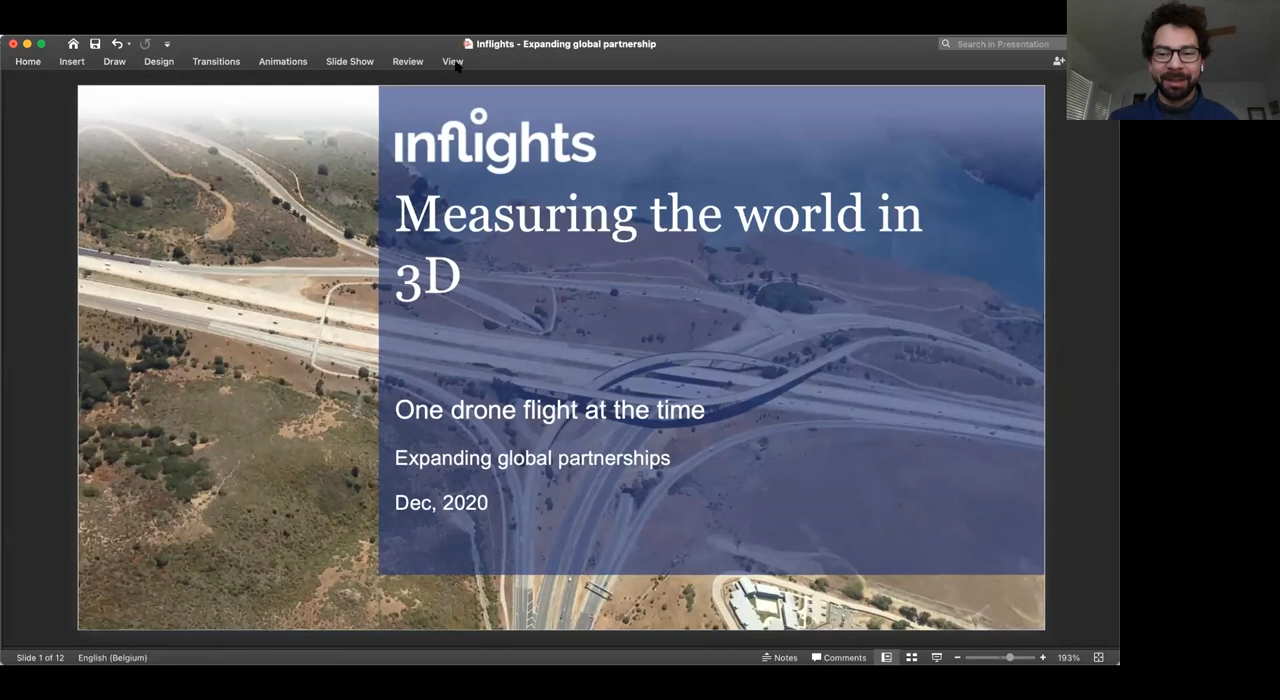 Inflights - Expanding global partnership
Search in Presentation
Home Insert Draw Design Transitions Animations Slide Show Review View
inflights
Measuring the world in
3D
One drone flight at the time
Expanding global partnerships
Dec, 2020
Slide 1 of 12 English (Belgium) Notes Comments 193%